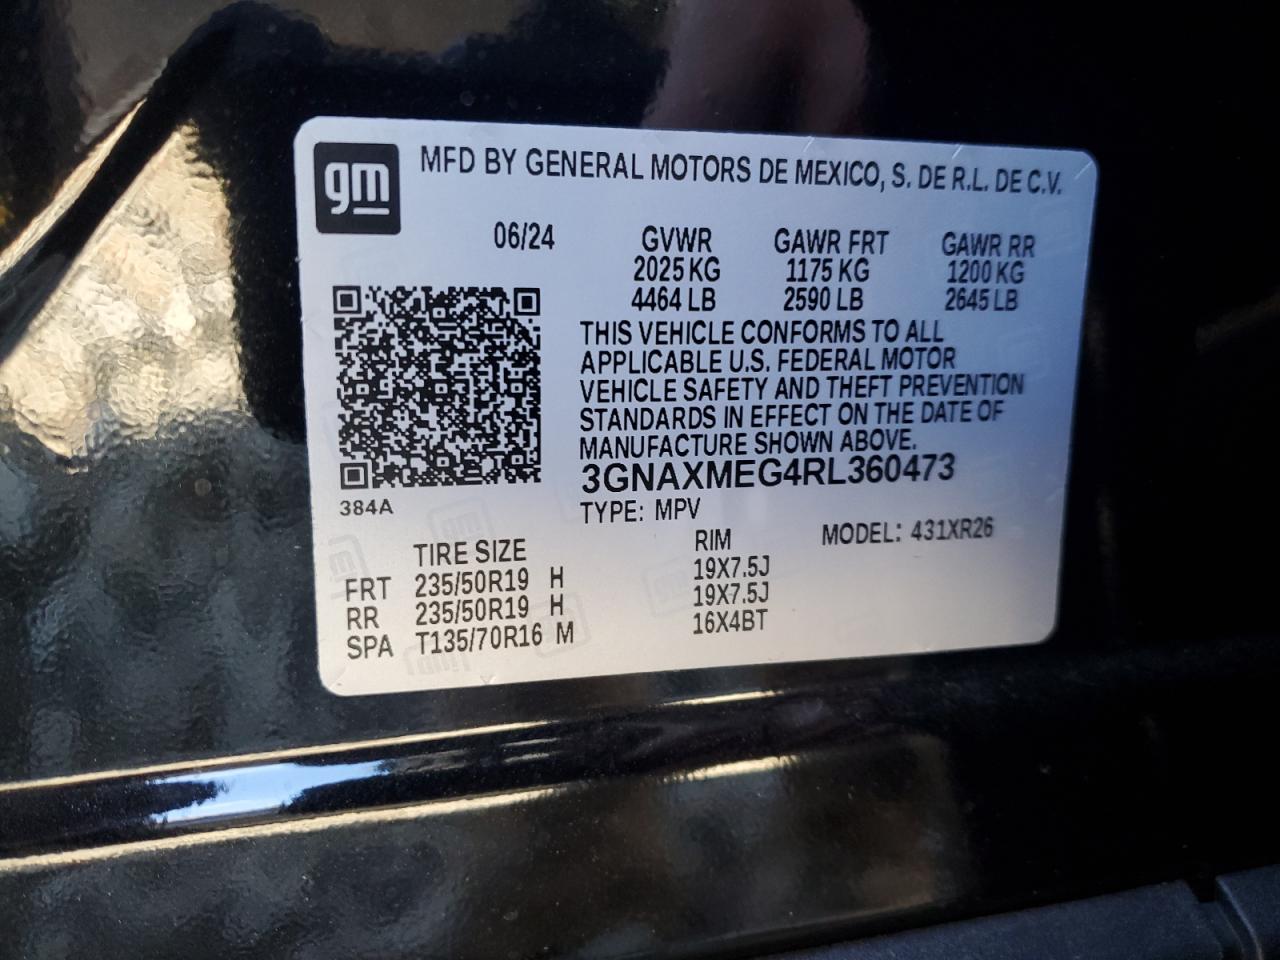 gm
MFD BY GENERAL MOTORS DE MEXICO, S. DE R.L. DE C.V.
06/24 GVWR GAWR FRT GAWR RR
2025 KG 1175 KG 1200 KG
4464 LB 2590 LB 2645 LB
THIS VEHICLE CONFORMS TO ALL
APPLICABLE U.S. FEDERAL MOTOR
VEHICLE SAFETY AND THEFT PREVENTION
STANDARDS IN EFFECT ON THE DATE OF
MANUFACTURE SHOWN ABOVE.
3GNAXMEG4RL360473
384A
TYPE: MPV
MODEL: 431XR26
TIRE SIZE RIM
FRT 235/50R19 H 19X7.5J
RR 235/50R19 H 19X7.5J
SPA T135/70R16 M 16X4BT